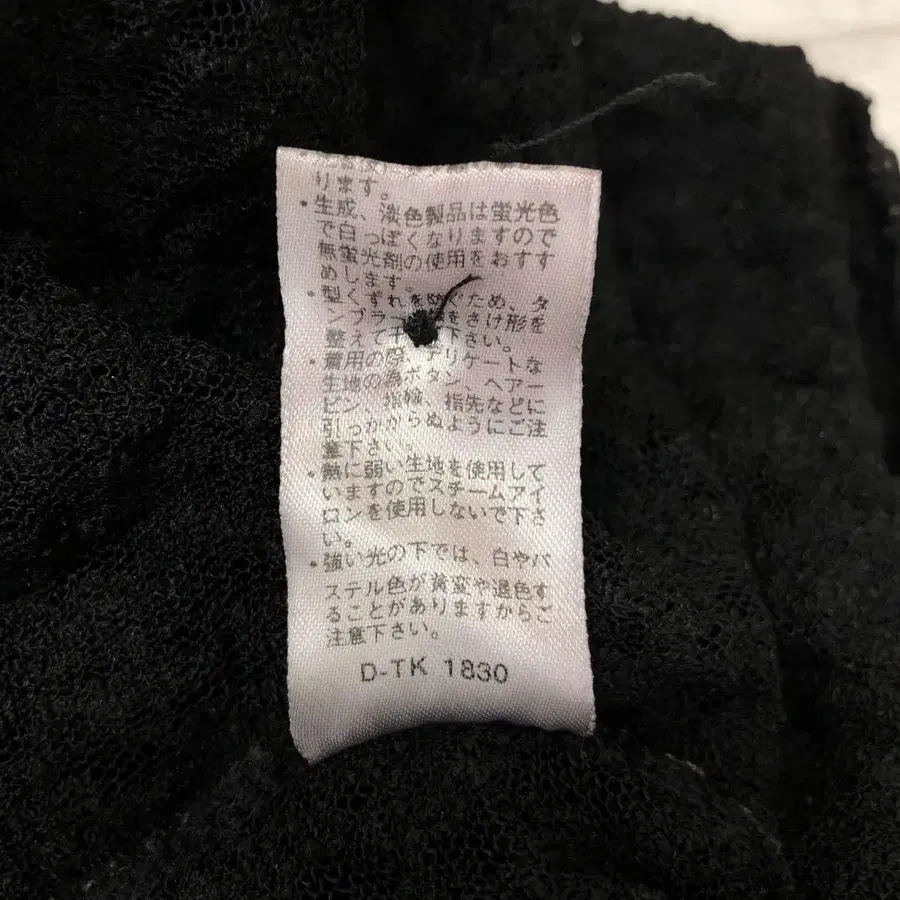 ります。
・生成、淡色製品は蛍光色
で白っぽくなりますので
無蛍光剤の使用をおすす
めします。
・型くずれを防ぐため、タ
ンブラー をさけ形を
整えて 下さい。
・着用の際、デリケートな
生地の為ボタン、ヘアー
ピン、指輪、指先などに
引っかからぬようにご注
意下さい。
・熱に弱い生地を使用して
いますのでスチームアイ
ロンを使用しないで下さ
い。
・強い光の下では、白やパ
ステル色が黄変や退色す
ることがありますからご
注意下さい。
D-TK 1830